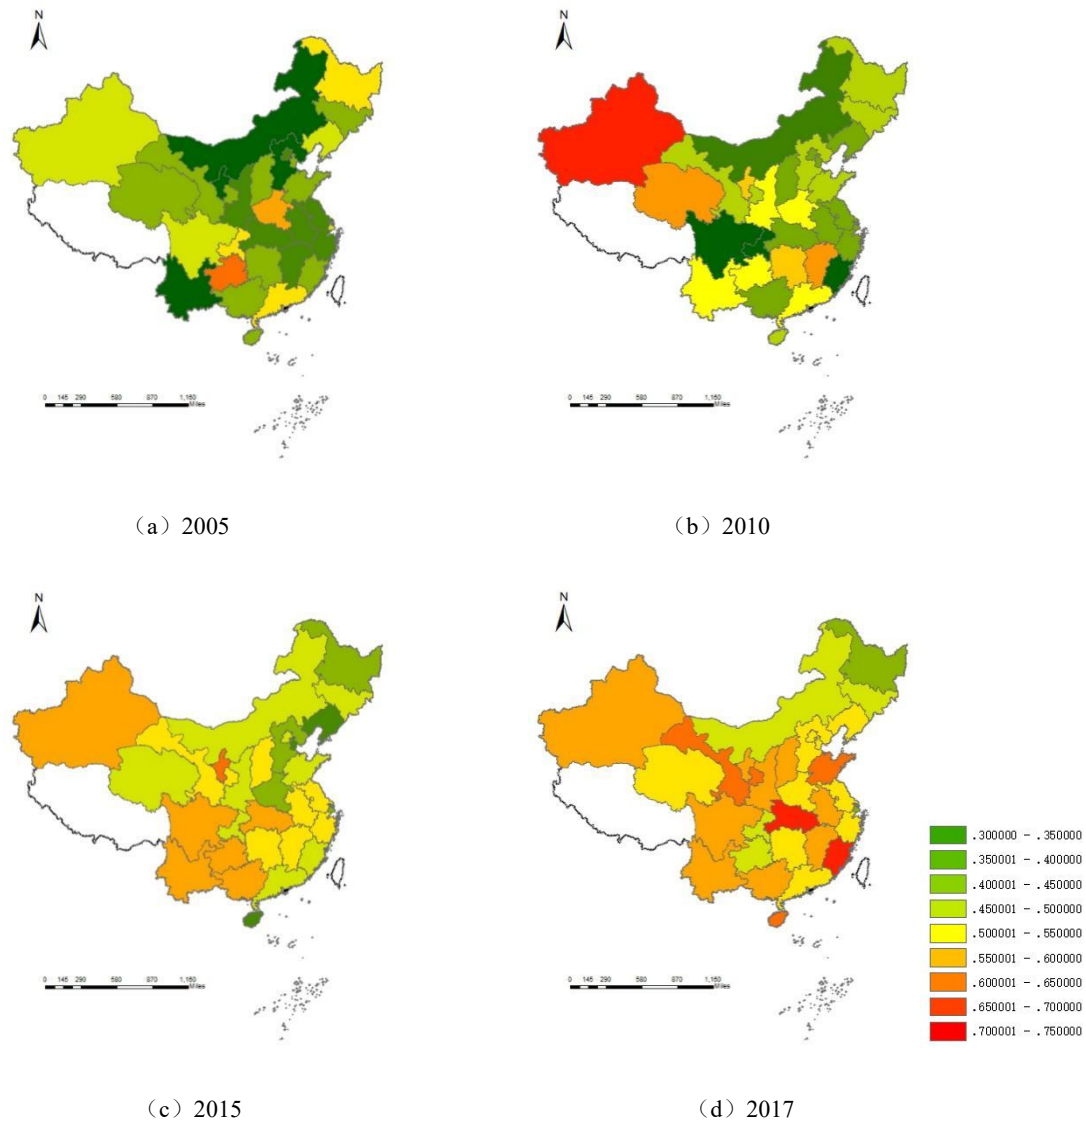 N
N
0 145 290 580 870 1,160
Miles
0 145 290 580 870 1,160
Miles
（a）2005
（b）2010
N
N
.300000 - .350000
.350001 - .400000
.400001 - .450000
.450001 - .500000
.500001 - .550000
.550001 - .600000
.600001 - .650000
.650001 - .700000
.700001 - .750000
0 145 290 580 870 1,160
Miles
0 145 290 580 870 1,160
Miles
（c）2015
（d）2017